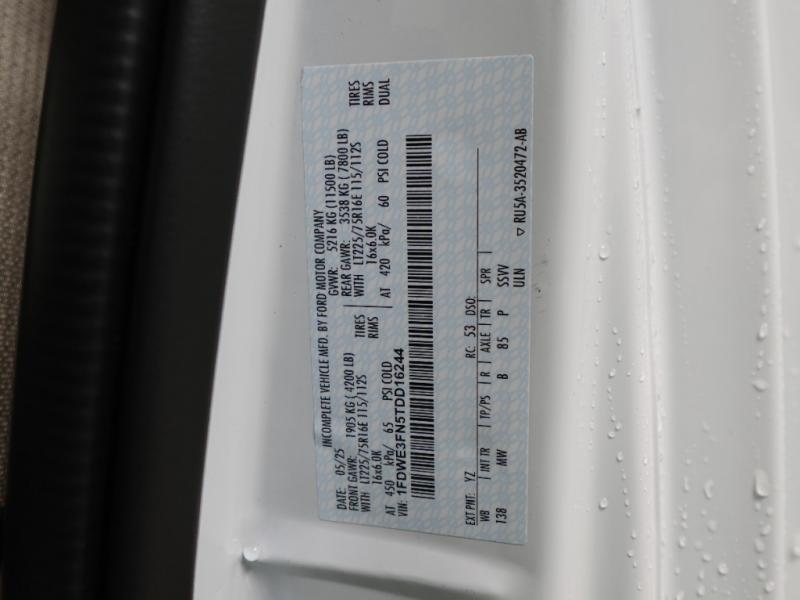 INCOMPLETE VEHICLE MFD. BY FORD MOTOR COMPANY
DATE: 05/25 GVWR: 5216 KG (11500 LB)
FRONT GAWR: 1905 KG ( 4200 LB) REAR GAWR: 3538 KG ( 7800 LB)
WITH LT225/75R16E 115/112S TIRES WITH LT225/75R16E 115/112S TIRES
16x6.0K RIMS 16x6.0K RIMS
AT 450 kPa/ 65 PSI COLD AT 420 kPa/ 60 PSI COLD DUAL
VIN: 1FDWE3FN5TDD16244
EXT PNT: YZ RC: 53 DSO:
WB INT TR TP/PS R AXLE TR SPR
138 MW B 85 P SSVV
ULN
▽ RU5A-3520472-AB